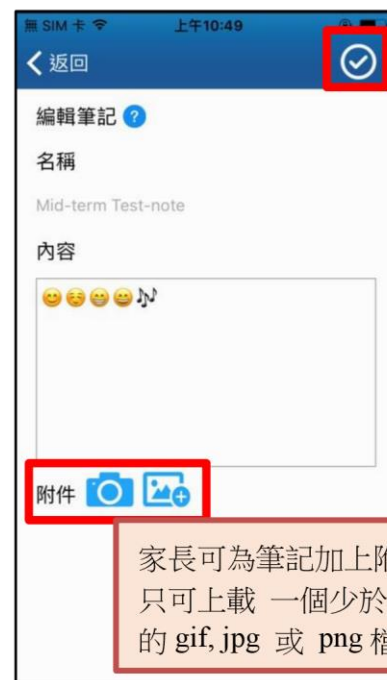 無 SIM 卡 上午10:49
返回
編輯筆記 ?
名稱
Mid-term Test-note
內容
😊☺️😁😄🎶
附件
家長可為筆記加上附
只可上載 一個少於
的 gif, jpg 或 png 檔